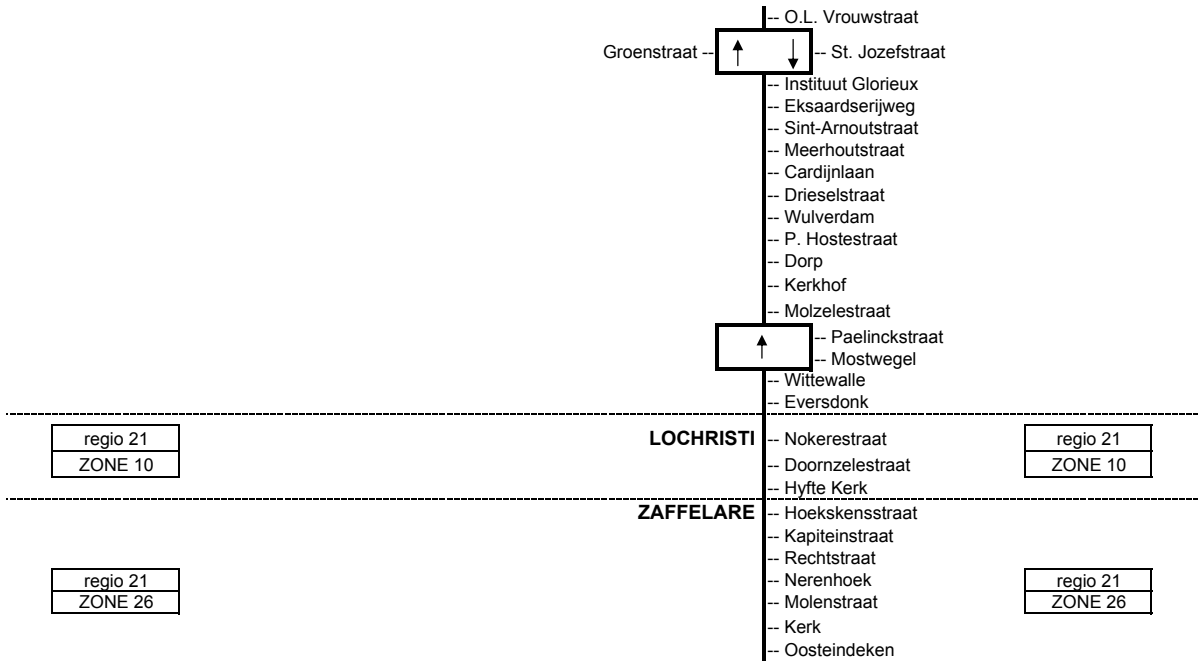 -- O.L. Vrouwstraat
Groenstraat -- -- St. Jozefstraat
-- Instituut Glorieux
-- Eksaardserijweg
-- Sint-Arnoutstraat
-- Meerhoutstraat
-- Cardijnlaan
-- Drieselstraat
-- Wulverdam
-- P. Hostestraat
-- Dorp
-- Kerkhof
-- Molzelestraat
-- Paelinckstraat
-- Mostwegel
-- Wittewalle
-- Eversdonk
regio 21 LOCHRISTI -- Nokerestraat regio 21
ZONE 10 -- Doornzelestraat ZONE 10
-- Hyfte Kerk
ZAFFELARE -- Hoekskensstraat
-- Kapiteinstraat
-- Rechtstraat
regio 21 -- Nerenhoek regio 21
ZONE 26 -- Molenstraat ZONE 26
-- Kerk
-- Oosteindeken